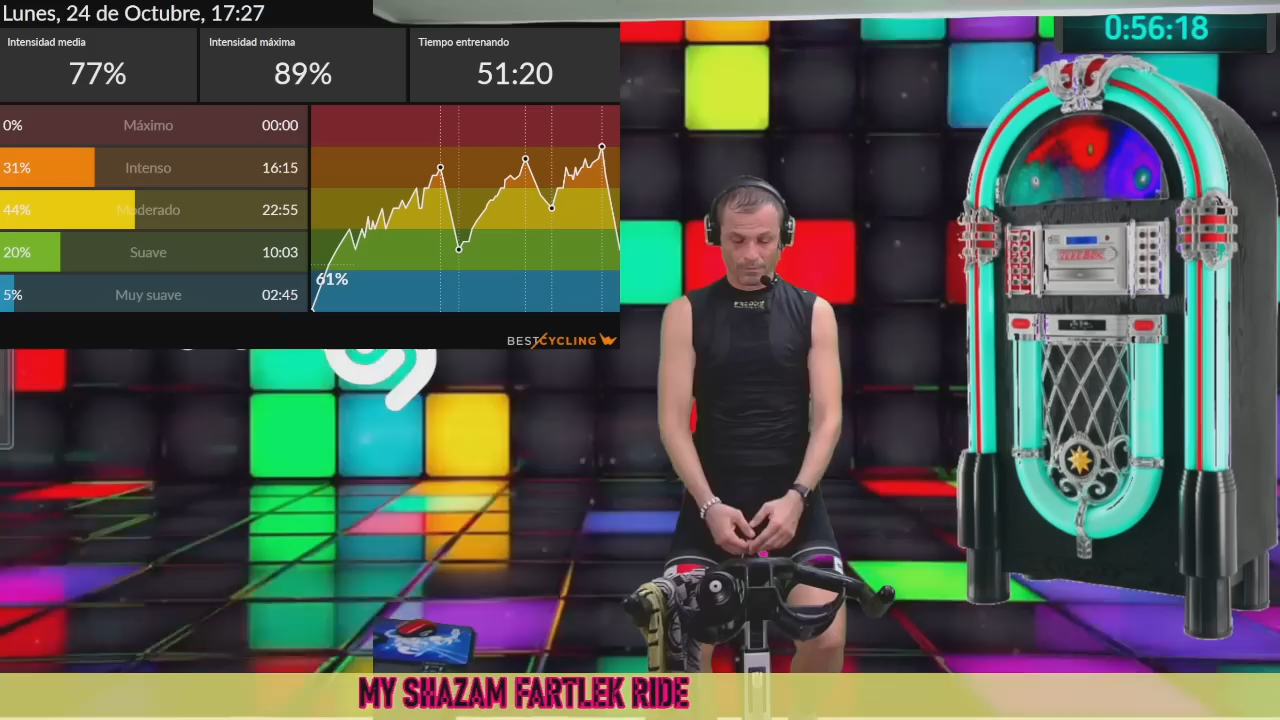 Lunes, 24 de Octubre, 17:27
0:56:18
Intensidad media
Intensidad máxima
Tiempo entrenando
77%
89%
51:20
0%
Máximo
00:00
31%
Intenso
16:15
44%
Moderado
22:55
20%
Suave
10:03
5%
Muy suave
02:45
61%
BESTCYCLING
MY SHAZAM FARTLEK RIDE